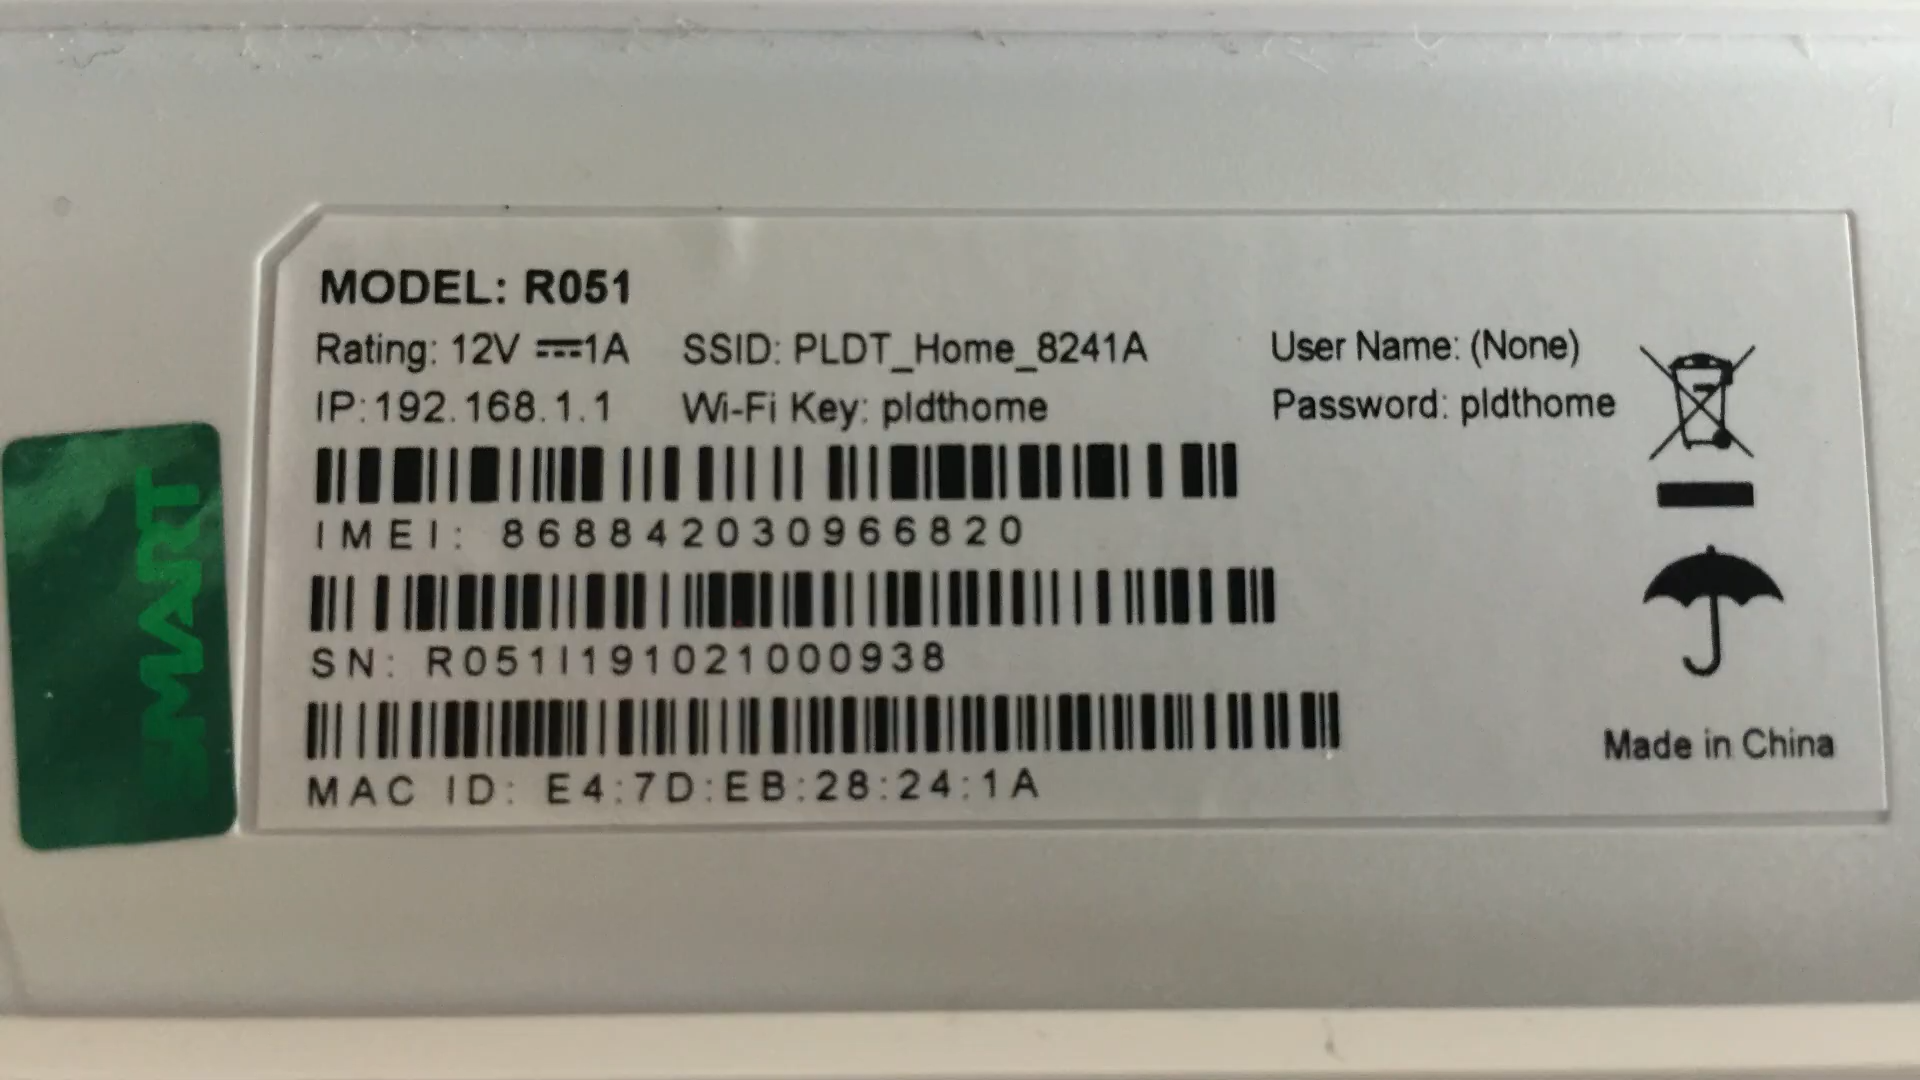 MODEL: R051
Rating: 12V ⎓1A SSID: PLDT_Home_8241A User Name: (None)
IP:192.168.1.1 Wi-Fi Key: pldthome Password: pldthome
IMEI: 868842030966820
SN: R051I191021000938
MAC ID: E4:7D:EB:28:24:1A
Made in China
SMART